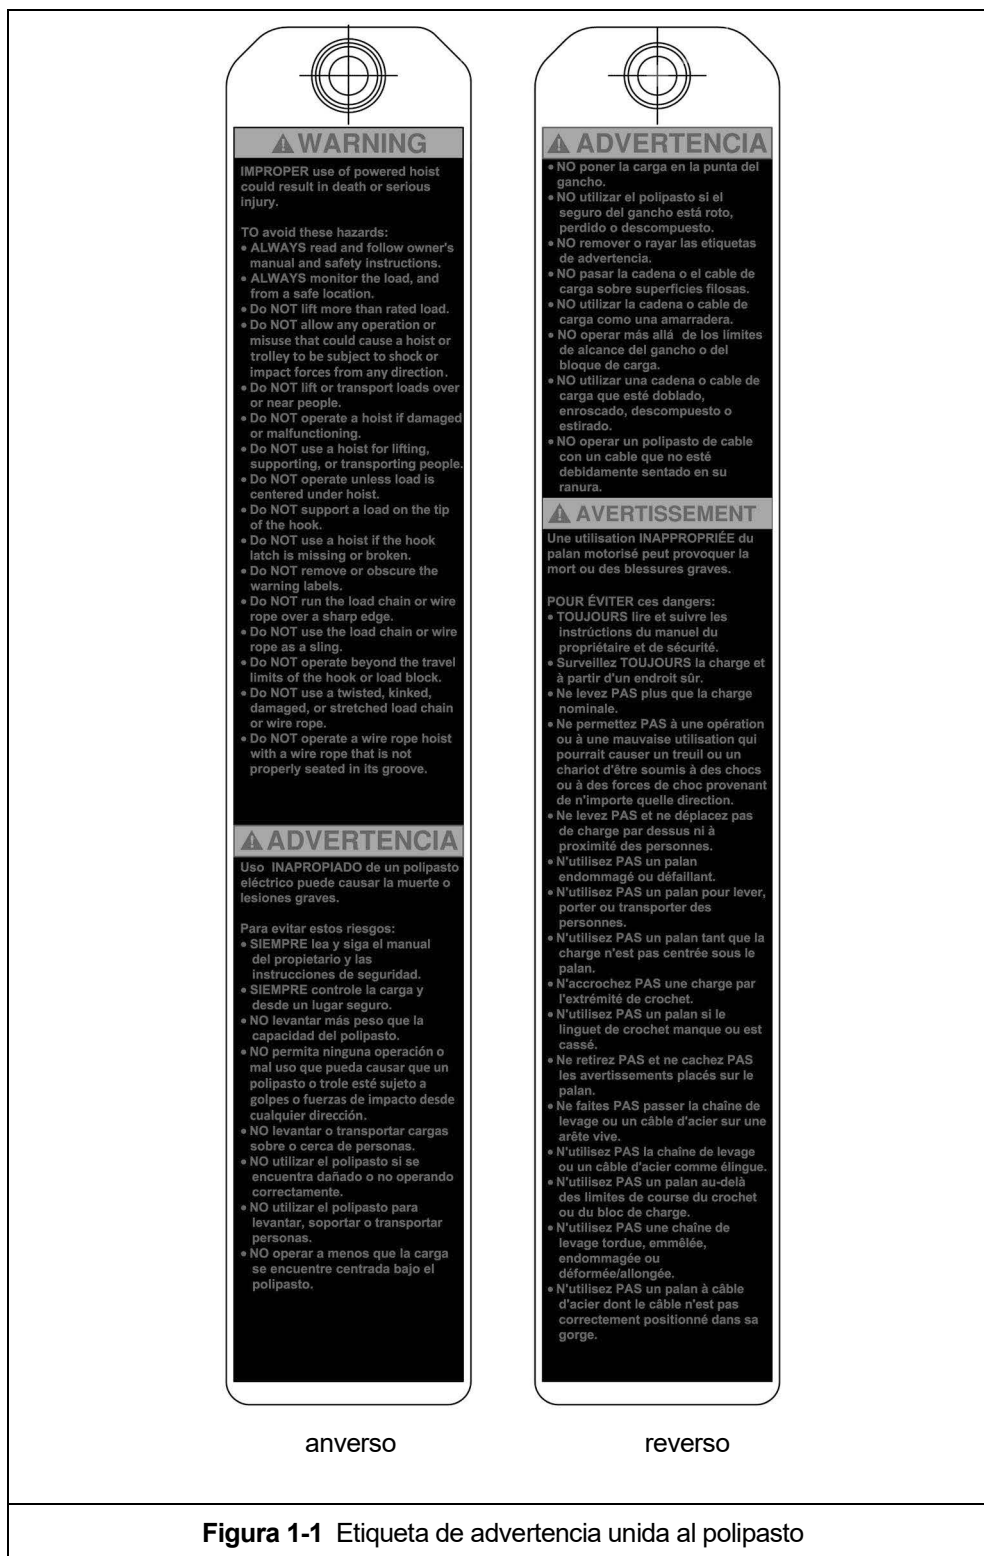 WARNING
IMPROPER use of powered hoist
could result in death or serious
injury.
TO avoid these hazards:
• ALWAYS read and follow owner's
manual and safety instructions.
• ALWAYS monitor the load, and
from a safe location.
• Do NOT lift more than rated load.
• Do NOT allow any operation or
misuse that could cause a hoist or
trolley to be subject to shock or
impact forces from any direction.
• Do NOT lift or transport loads over
or near people.
• Do NOT operate a hoist if damaged
or malfunctioning.
• Do NOT use a hoist for lifting,
supporting, or transporting people.
• Do NOT operate unless load is
centered under hoist.
• Do NOT support a load on the tip
of the hook.
• Do NOT use a hoist if the hook
latch is missing or broken.
• Do NOT remove or obscure the
warning labels.
• Do NOT run the load chain or wire
rope over a sharp edge.
• Do NOT use the load chain or wire
rope as a sling.
• Do NOT operate beyond the travel
limits of the hook or load block.
• Do NOT use a twisted, kinked,
damaged, or stretched load chain
or wire rope.
• Do NOT operate a wire rope hoist
with a wire rope that is not
properly seated in its groove.
ADVERTENCIA
Uso INAPROPIADO de un polipasto
eléctrico puede causar la muerte o
lesiones graves.
Para evitar estos riesgos:
• SIEMPRE lea y siga el manual
del propietario y las
instrucciones de seguridad.
• SIEMPRE controle la carga y
desde un lugar seguro.
• NO levantar más peso que la
capacidad del polipasto.
• NO permita ninguna operación o
mal uso que pueda causar que un
polipasto o trole esté sujeto a
golpes o fuerzas de impacto desde
cualquier dirección.
• NO levantar o transportar cargas
sobre o cerca de personas.
• NO utilizar el polipasto si se
encuentra dañado o no operando
correctamente.
• NO utilizar el polipasto para
levantar, soportar o transportar
personas.
• NO operar a menos que la carga
se encuentre centrada bajo el
polipasto.
anverso
ADVERTENCIA
• NO poner la carga en la punta del
gancho.
• NO utilizar el polipasto si el
seguro del gancho está roto,
perdido o descompuesto.
• NO remover o rayar las etiquetas
de advertencia.
• NO pasar la cadena o el cable de
carga sobre superficies filosas.
• NO utilizar la cadena o cable de
carga como una amarradera.
• NO operar más allá de los límites
de alcance del gancho o del
bloque de carga.
• NO utilizar una cadena o cable de
carga que esté doblado,
enroscado, descompuesto o
estirado.
• NO operar un polipasto de cable
con un cable que no esté
debidamente sentado en su
ranura.
AVERTISSEMENT
Une utilisation INAPPROPRIÉE du
palan motorisé peut provoquer la
mort ou des blessures graves.
POUR ÉVITER ces dangers:
• TOUJOURS lire et suivre les
instrúctions du manuel du
propriétaire et de sécurité.
• Surveillez TOUJOURS la charge et
à partir d'un endroit sûr.
• Ne levez PAS plus que la charge
nominale.
• Ne permettez PAS à une opération
ou à une mauvaise utilisation qui
pourrait causer un treuil ou un
chariot d'être soumis à des chocs
ou à des forces de choc provenant
de n'importe quelle direction.
• Ne levez PAS et ne déplacez pas
de charge par dessus ni à
proximité des personnes.
• N'utilisez PAS un palan
endommagé ou défaillant.
• N'utilisez PAS un palan pour lever,
porter ou transporter des
personnes.
• N'utilisez PAS un palan tant que la
charge n'est pas centrée sous le
palan.
• N'accrochez PAS une charge par
l'extrémité de crochet.
• N'utilisez PAS un palan si le
linguet de crochet manque ou est
cassé.
• Ne retirez PAS et ne cachez PAS
les avertissements placés sur le
palan.
• Ne faites PAS passer la chaîne de
levage ou un câble d'acier sur une
arête vive.
• N'utilisez PAS la chaîne de levage
ou un câble d'acier comme élingue.
• N'utilisez PAS un palan au-delà
des limites de course du crochet
ou du bloc de charge.
• N'utilisez PAS une chaîne de
levage tordue, emmêlée,
endommagée ou
déformée/allongée.
• N'utilisez PAS un palan à câble
d'acier dont le câble n'est pas
correctement positionné dans sa
gorge.
reverso
Figura 1-1 Etiqueta de advertencia unida al polipasto